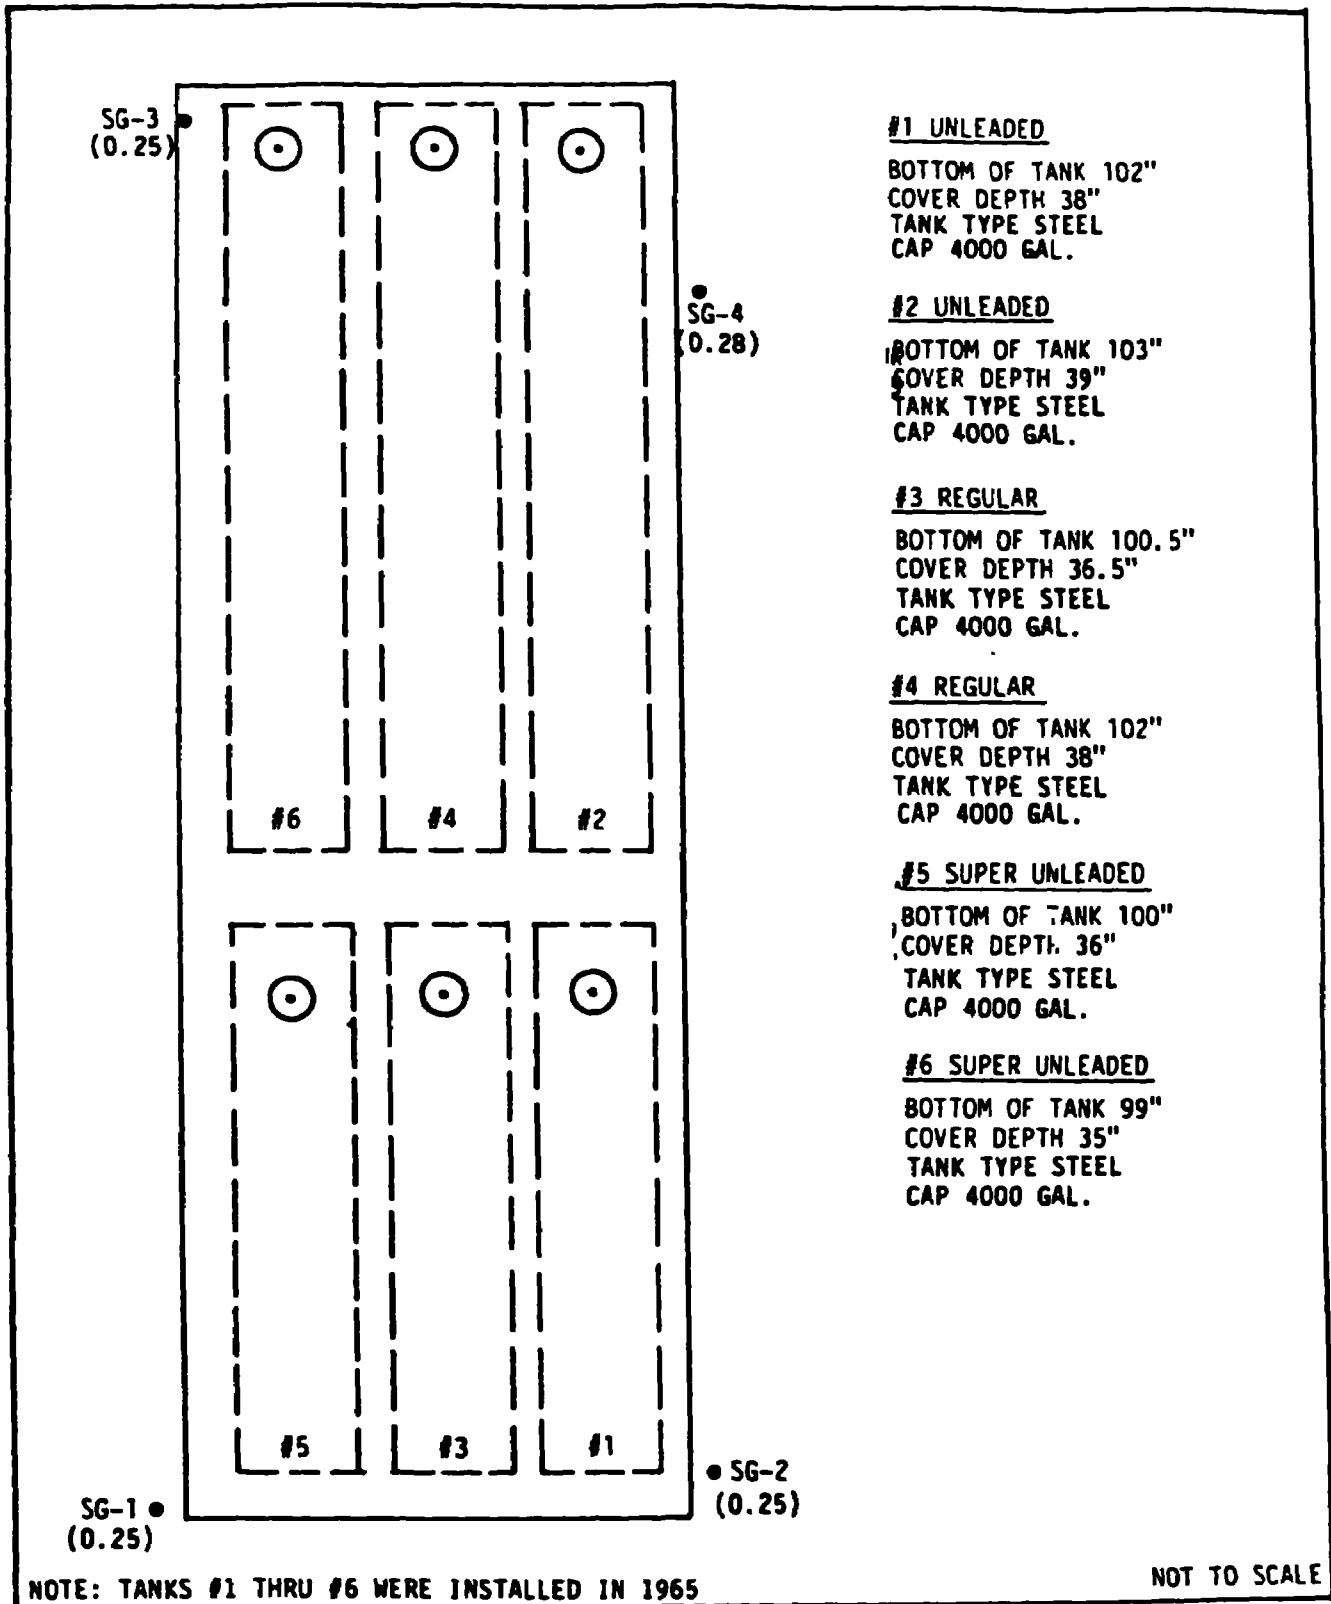 SG-3
(0.25)
SG-4
(0.28)
#6
#4
#2
#5
#3
#1
SG-1
(0.25)
SG-2
(0.25)
#1 UNLEADED
BOTTOM OF TANK 102"
COVER DEPTH 38"
TANK TYPE STEEL
CAP 4000 GAL.
#2 UNLEADED
BOTTOM OF TANK 103"
COVER DEPTH 39"
TANK TYPE STEEL
CAP 4000 GAL.
#3 REGULAR
BOTTOM OF TANK 100.5"
COVER DEPTH 36.5"
TANK TYPE STEEL
CAP 4000 GAL.
#4 REGULAR
BOTTOM OF TANK 102"
COVER DEPTH 38"
TANK TYPE STEEL
CAP 4000 GAL.
#5 SUPER UNLEADED
BOTTOM OF TANK 100"
COVER DEPTH 36"
TANK TYPE STEEL
CAP 4000 GAL.
#6 SUPER UNLEADED
BOTTOM OF TANK 99"
COVER DEPTH 35"
TANK TYPE STEEL
CAP 4000 GAL.
NOTE: TANKS #1 THRU #6 WERE INSTALLED IN 1965
NOT TO SCALE